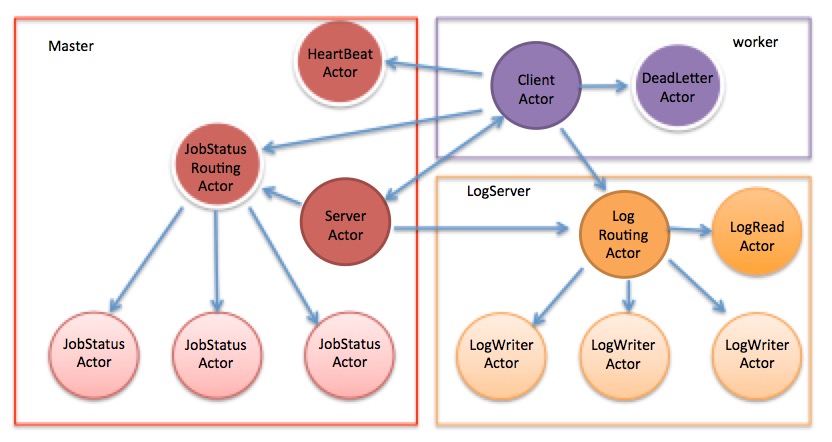 Master
HeartBeat
Actor
Client
Actor
DeadLetter
Actor
worker
JobStatus
Routing
Actor
Server
Actor
LogServer
Log
Routing
Actor
LogRead
Actor
JobStatus
Actor
JobStatus
Actor
JobStatus
Actor
LogWriter
Actor
LogWriter
Actor
LogWriter
Actor